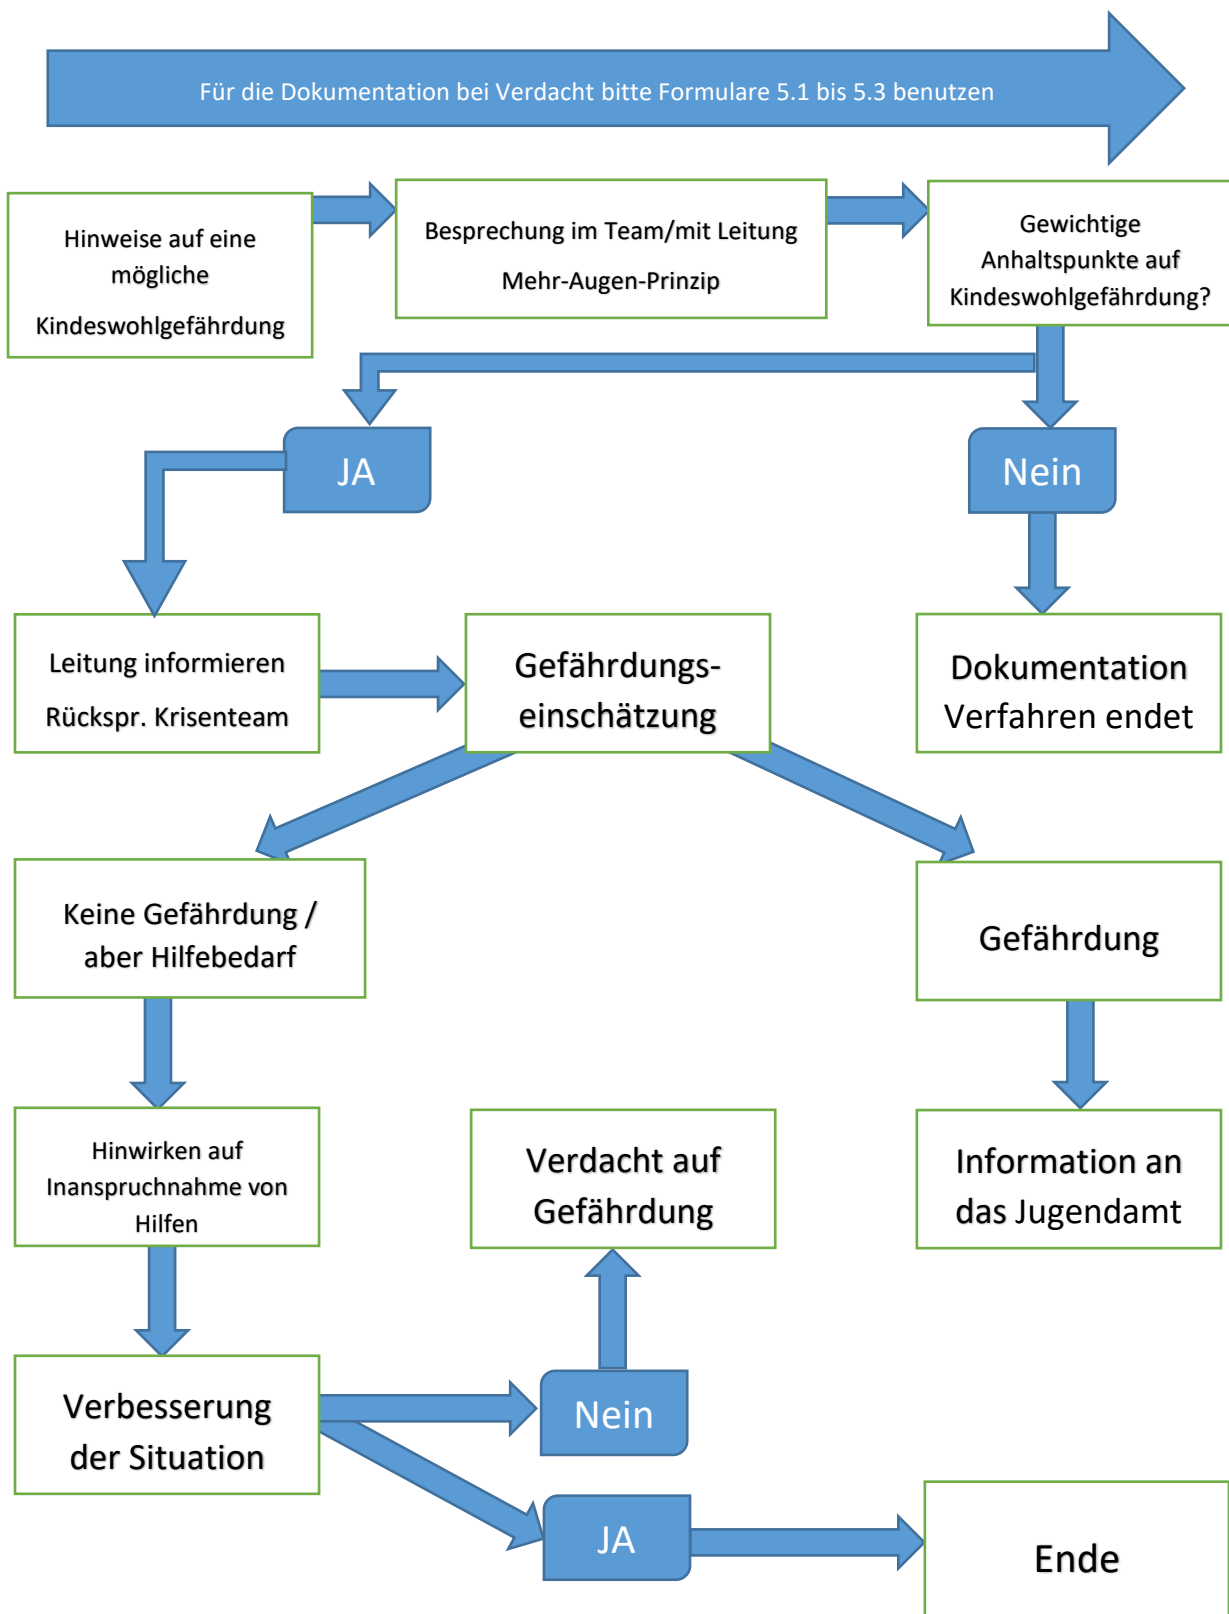 Für die Dokumentation bei Verdacht bitte Formulare 5.1 bis 5.3 benutzen
Hinweise auf eine
mögliche
Kindeswohlgefährdung
Besprechung im Team/mit Leitung
Mehr-Augen-Prinzip
Gewichtige
Anhaltspunkte auf
Kindeswohlgefährdung?
JA
Nein
Leitung informieren
Rückspr. Krisenteam
Gefährdungs-
einschätzung
Dokumentation
Verfahren endet
Keine Gefährdung /
aber Hilfebedarf
Gefährdung
Hinwirken auf
Inanspruchnahme von
Hilfen
Verdacht auf
Gefährdung
Information an
das Jugendamt
Verbesserung
der Situation
Nein
JA
Ende